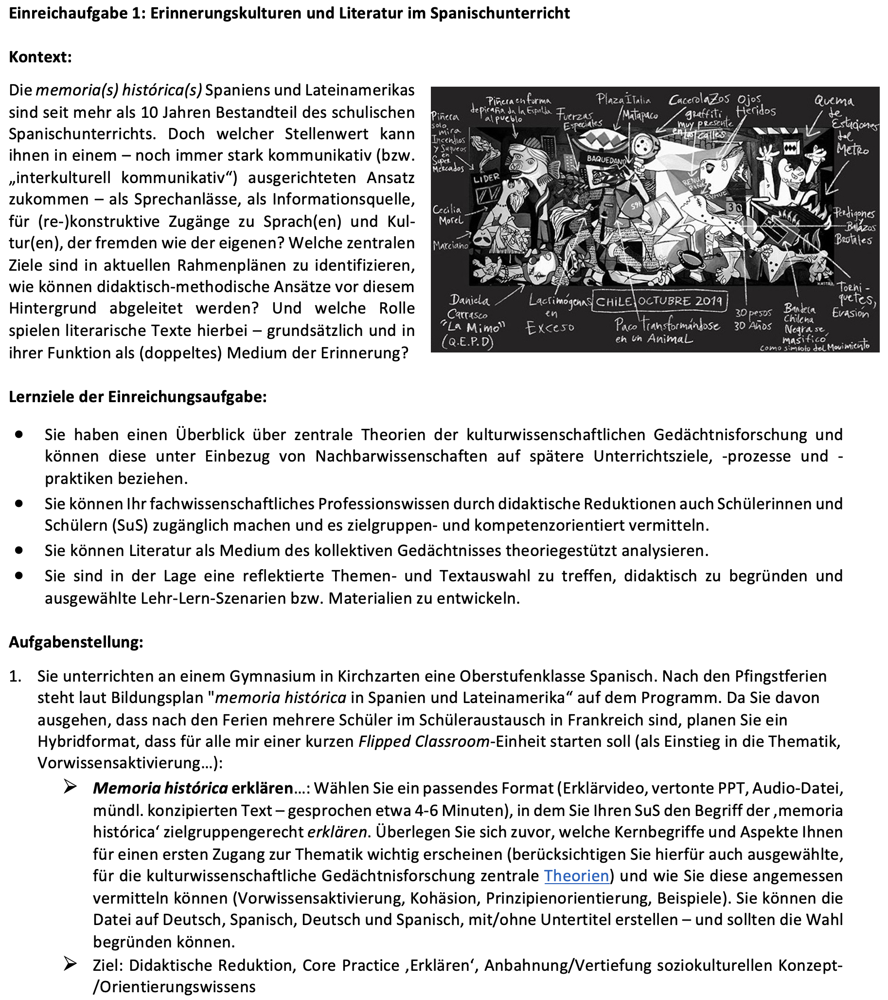 Einreichaufgabe 1: Erinnerungskulturen und Literatur im Spanischunterricht
Kontext:
Die memoria(s) histórica(s) Spaniens und Lateinamerikas
sind seit mehr als 10 Jahren Bestandteil des schulischen
Spanischunterrichts. Doch welcher Stellenwert kann
ihnen in einem – noch immer stark kommunikativ (bzw.
„interkulturell kommunikativ“) ausgerichteten Ansatz
zukommen – als Sprechanlässe, als Informationsquelle,
für (re-)konstruktive Zugänge zu Sprach(en) und Kul-
tur(en), der fremden wie der eigenen? Welche zentralen
Ziele sind in aktuellen Rahmenplänen zu identifizieren,
wie können didaktisch-methodische Ansätze vor diesem
Hintergrund abgeleitet werden? Und welche Rolle
spielen literarische Texte hierbei – grundsätzlich und in
ihrer Funktion als (doppeltes) Medium der Erinnerung?
Piñera
solo
mira
Incendios
y Saqueos
en
Super
Mercados
Piñera en forma
de piraña da la Espalda
al pueblo
Fuerzas
Especiales
Plaza Italia
Matapaco
Cacerolazos
graffiti
muy presente
en las calles
Ojos
Heridos
Quema
de
Estaciones
del
Metro
LIDER
BAQUEDANO
Cecilia
Morel
Marciano
30
Perdigones
Balazos
Brutales
KASTRO.
Daniela
Carrasco
"La Mimo"
(Q.E.P.D)
Lacrimógenas
en
Exceso
CHILE, OCTUBRE 2019
Paco transformándose
en un Animal
30 pesos
30 Años
Bandera
Chilena
Negra se
masificó
como simbolo del Movimiento
Torni-
quetes,
Evasión
Lernziele der Einreichungsaufgabe:
• Sie haben einen Überblick über zentrale Theorien der kulturwissenschaftlichen Gedächtnisforschung und
können diese unter Einbezug von Nachbarwissenschaften auf spätere Unterrichtsziele, -prozesse und -
praktiken beziehen.
• Sie können Ihr fachwissenschaftliches Professionswissen durch didaktische Reduktionen auch Schülerinnen und
Schülern (SuS) zugänglich machen und es zielgruppen- und kompetenzorientiert vermitteln.
• Sie können Literatur als Medium des kollektiven Gedächtnisses theoriegestützt analysieren.
• Sie sind in der Lage eine reflektierte Themen- und Textauswahl zu treffen, didaktisch zu begründen und
ausgewählte Lehr-Lern-Szenarien bzw. Materialien zu entwickeln.
Aufgabenstellung:
1. Sie unterrichten an einem Gymnasium in Kirchzarten eine Oberstufenklasse Spanisch. Nach den Pfingstferien
steht laut Bildungsplan "memoria histórica in Spanien und Lateinamerika“ auf dem Programm. Da Sie davon
ausgehen, dass nach den Ferien mehrere Schüler im Schüleraustausch in Frankreich sind, planen Sie ein
Hybridformat, dass für alle mir einer kurzen Flipped Classroom-Einheit starten soll (als Einstieg in die Thematik,
Vorwissensaktivierung…):
➢ Memoria histórica erklären…: Wählen Sie ein passendes Format (Erklärvideo, vertonte PPT, Audio-Datei,
mündl. konzipierten Text – gesprochen etwa 4-6 Minuten), in dem Sie Ihren SuS den Begriff der ‚memoria
histórica‘ zielgruppengerecht erklären. Überlegen Sie sich zuvor, welche Kernbegriffe und Aspekte Ihnen
für einen ersten Zugang zur Thematik wichtig erscheinen (berücksichtigen Sie hierfür auch ausgewählte,
für die kulturwissenschaftliche Gedächtnisforschung zentrale Theorien) und wie Sie diese angemessen
vermitteln können (Vorwissensaktivierung, Kohäsion, Prinzipienorientierung, Beispiele). Sie können die
Datei auf Deutsch, Spanisch, Deutsch und Spanisch, mit/ohne Untertitel erstellen – und sollten die Wahl
begründen können.
➢ Ziel: Didaktische Reduktion, Core Practice ‚Erklären‘, Anbahnung/Vertiefung soziokulturellen Konzept-
/Orientierungswissens